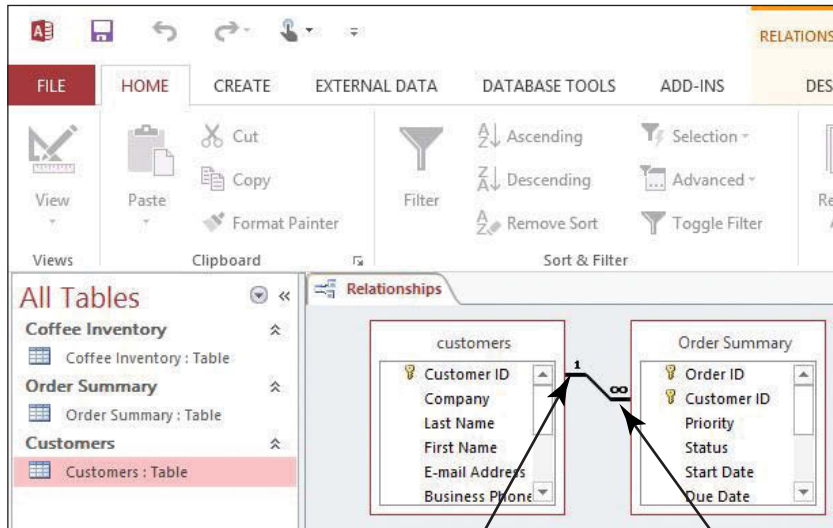 RELATIONS
FILE HOME CREATE EXTERNAL DATA DATABASE TOOLS ADD-INS DES
View
Paste
Cut
Copy
Format Painter
Filter
Ascending
Descending
Remove Sort
Selection
Advanced
Toggle Filter
Re
Views Clipboard Sort & Filter
All Tables
Coffee Inventory
Coffee Inventory : Table
Order Summary
Order Summary : Table
Customers
Customers : Table
Relationships
customers
Customer ID
Company
Last Name
First Name
E-mail Address
Business Phone
1
∞
Order Summary
Order ID
Customer ID
Priority
Status
Start Date
Due Date